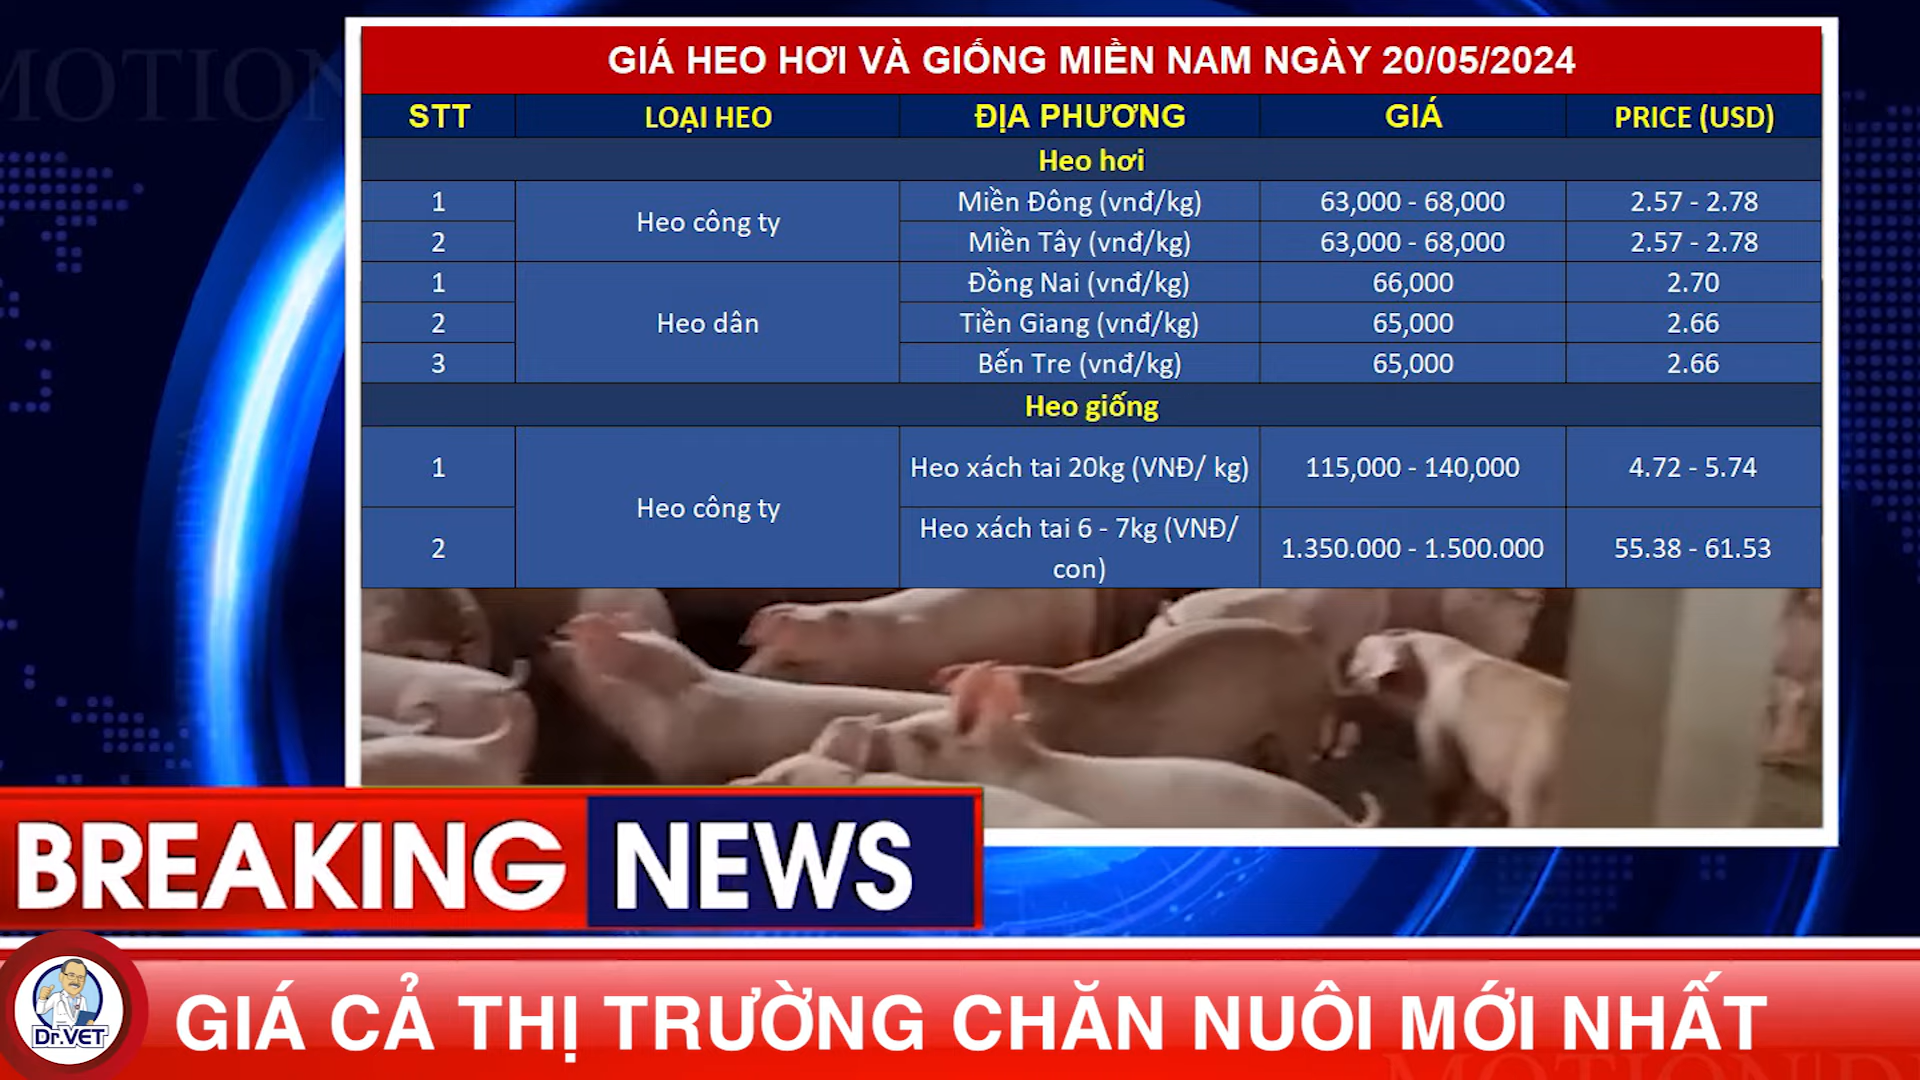 MOTION
GIÁ HEO HƠI VÀ GIỐNG MIỀN NAM NGÀY 20/05/2024
STT LOẠI HEO ĐỊA PHƯƠNG GIÁ PRICE (USD)
Heo hơi
1 Heo công ty Miền Đông (vnđ/kg) 63,000 - 68,000 2.57 - 2.78
2 Miền Tây (vnđ/kg) 63,000 - 68,000 2.57 - 2.78
1 Heo dân Đồng Nai (vnđ/kg) 66,000 2.70
2 Tiền Giang (vnđ/kg) 65,000 2.66
3 Bến Tre (vnđ/kg) 65,000 2.66
Heo giống
1 Heo công ty Heo xách tai 20kg (VNĐ/ kg) 115,000 - 140,000 4.72 - 5.74
2 Heo xách tai 6 - 7kg (VNĐ/
con) 1.350.000 - 1.500.000 55.38 - 61.53
BREAKING NEWS
Dr.VET
GIÁ CẢ THỊ TRƯỜNG CHĂN NUÔI MỚI NHẤT